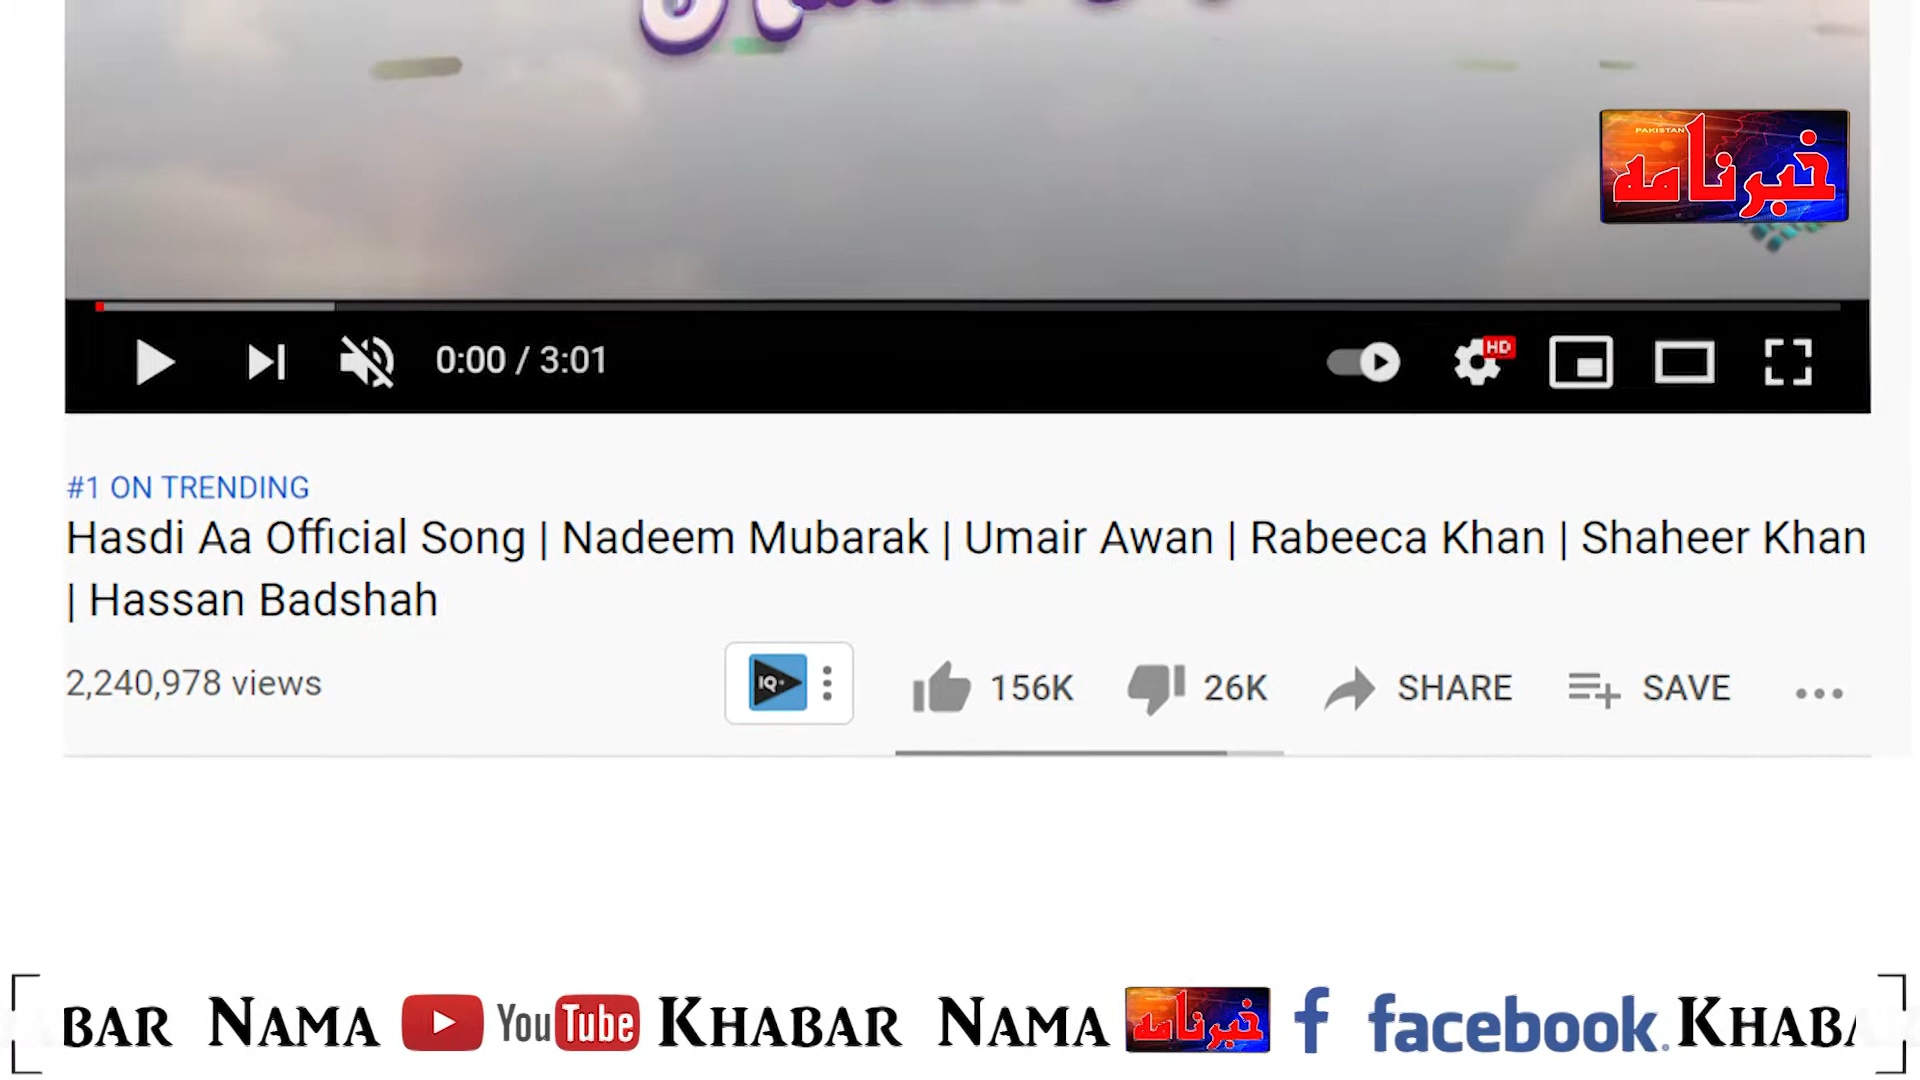 PAKISTAN
خبرنامہ
HD
0:00 / 3:01
#1 ON TRENDING
Hasdi Aa Official Song | Nadeem Mubarak | Umair Awan | Rabeeca Khan | Shaheer Khan
| Hassan Badshah
2,240,978 views
IQ
156K
26K
SHARE
SAVE
BAR NAMA YouTube KHABAR NAMA خبرنامہ f facebook. KHABA